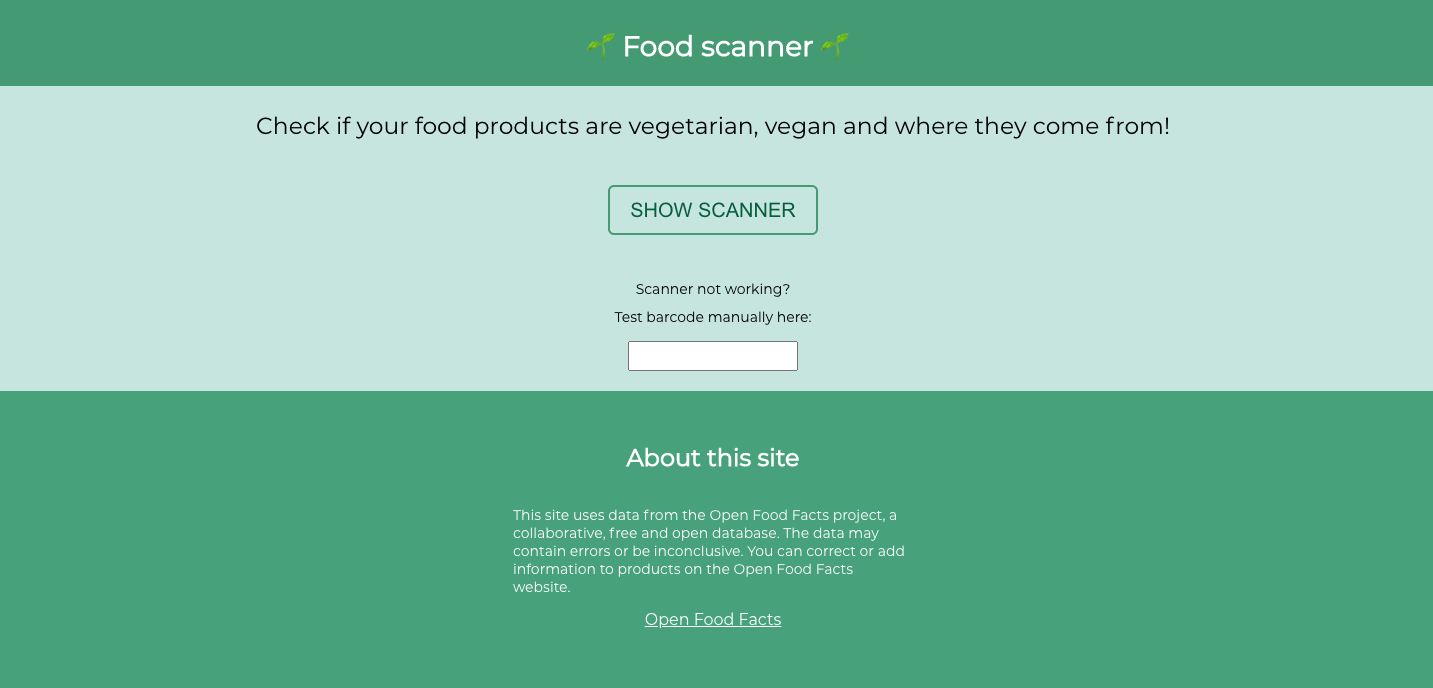 🌱 Food scanner 🌱
Check if your food products are vegetarian, vegan and where they come from!
SHOW SCANNER
Scanner not working?
Test barcode manually here:
About this site
This site uses data from the Open Food Facts project, a
collaborative, free and open database. The data may
contain errors or be inconclusive. You can correct or add
information to products on the Open Food Facts
website.
Open Food Facts